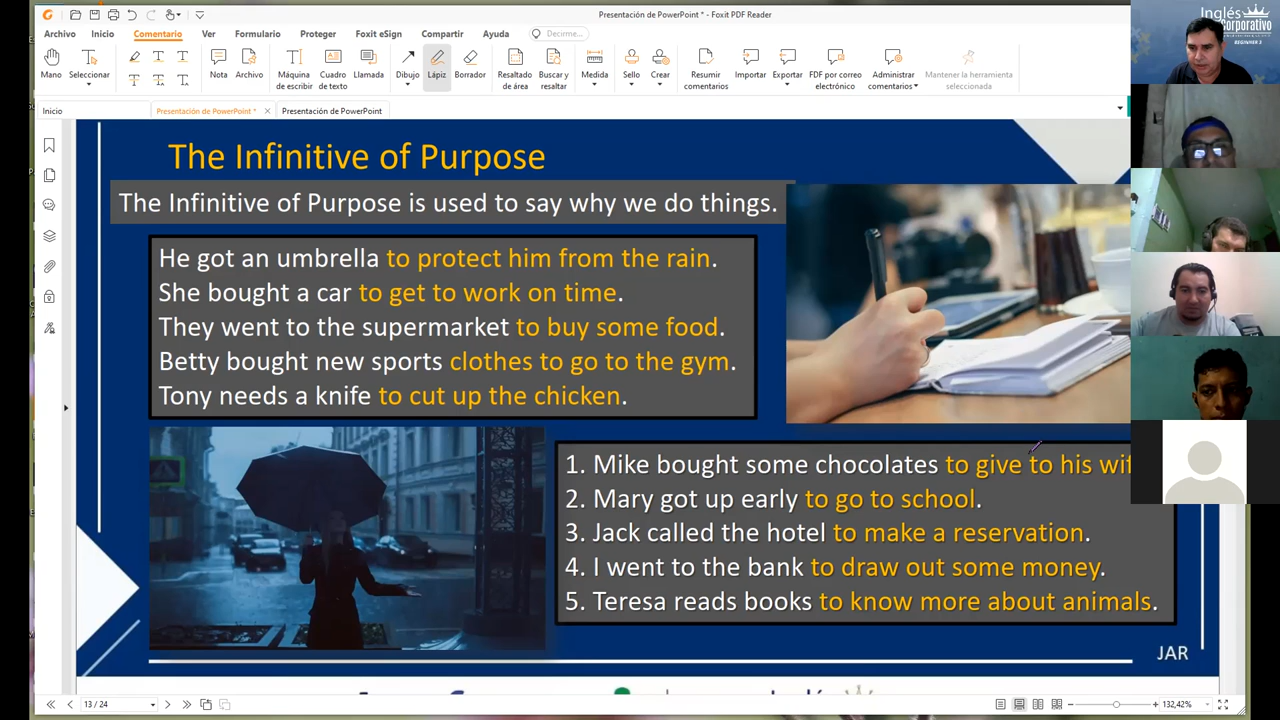 Presentación de PowerPoint * - Foxit PDF Reader
Archivo Inicio Comentario Ver Formulario Proteger Foxit eSign Compartir Ayuda Decirme...
Mano Seleccionar Nota Archivo Máquina de escribir Cuadro de texto Llamada Dibujo Lápiz Borrador Resaltado de área Buscar y resaltar Medida Sello Crear Resumir comentarios Importar Exportar PDF por correo electrónico Administrar comentarios Mantener la herramienta seleccionada
Inicio Presentación de PowerPoint * Presentación de PowerPoint
Inglés
Corporativo
BEGINNER 2
The Infinitive of Purpose
The Infinitive of Purpose is used to say why we do things.
He got an umbrella to protect him from the rain.
She bought a car to get to work on time.
They went to the supermarket to buy some food.
Betty bought new sports clothes to go to the gym.
Tony needs a knife to cut up the chicken.
1. Mike bought some chocolates to give to his wif
2. Mary got up early to go to school.
3. Jack called the hotel to make a reservation.
4. I went to the bank to draw out some money.
5. Teresa reads books to know more about animals.
JAR
13 / 24
132,42%